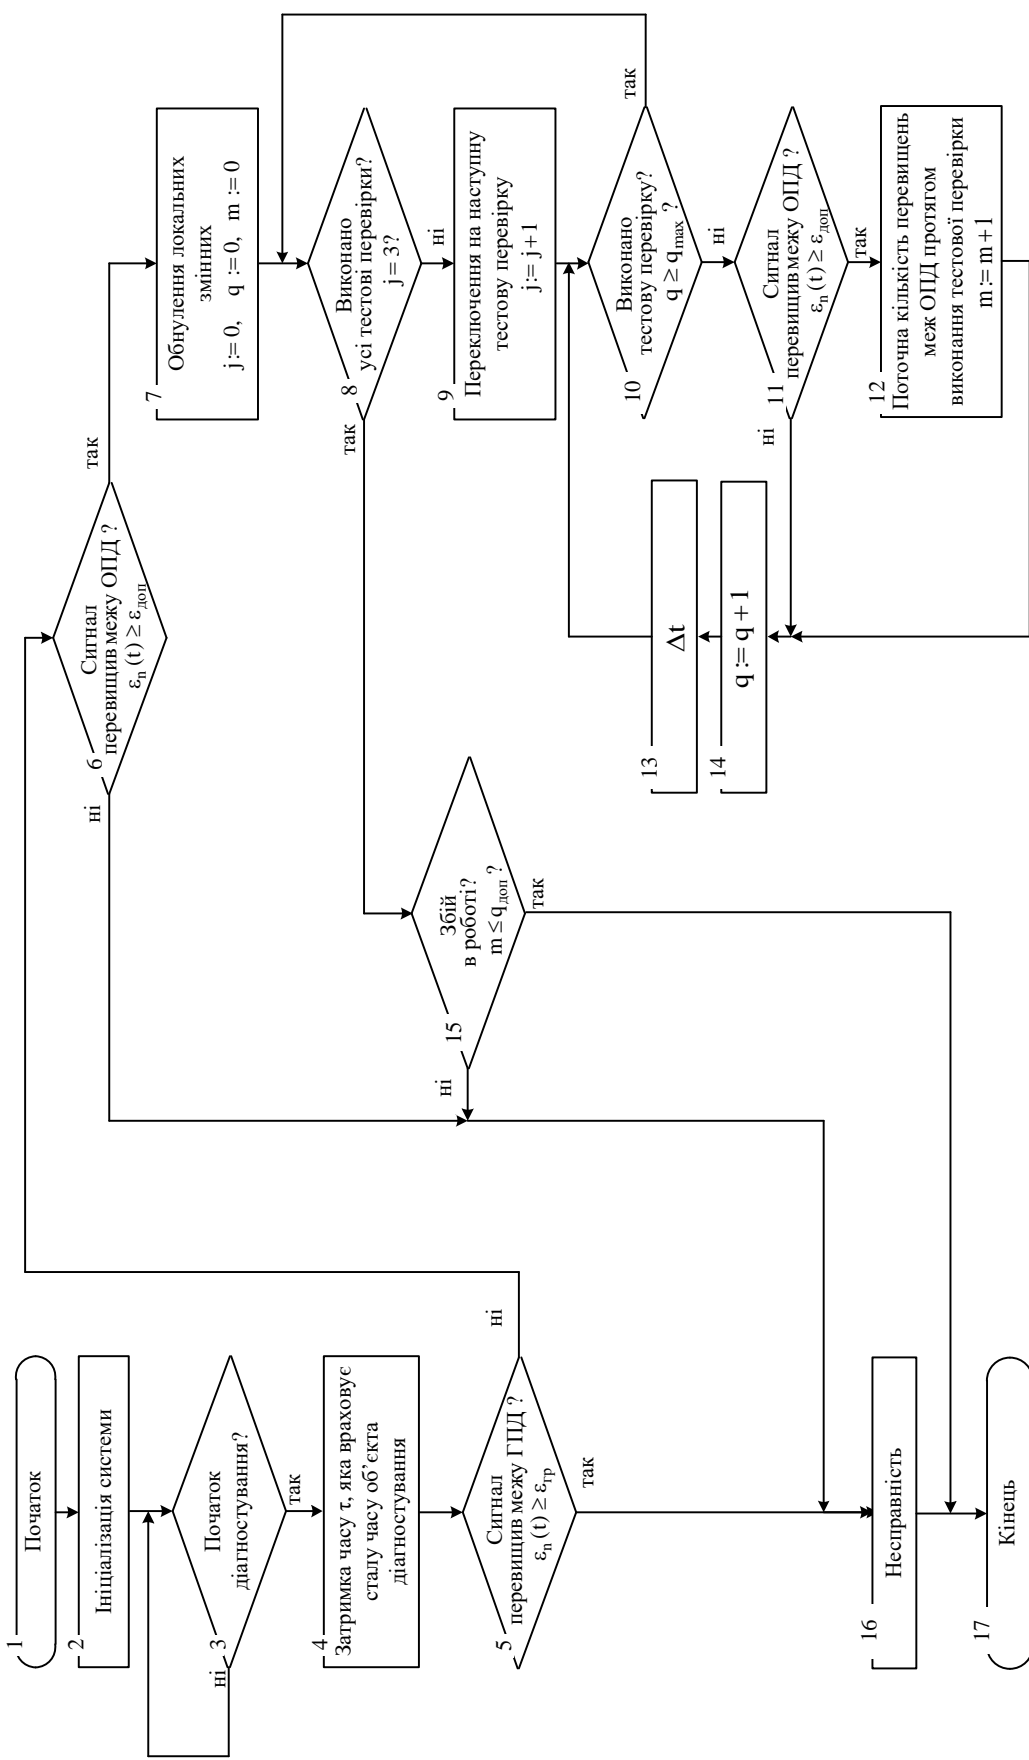 1
Початок
2
Ініціалізація системи
3
Початок
діагностування?
ні
так
4
Затримка часу τ, яка враховує
сталу часу об’єкта
діагностування
5
Сигнал
перевищив межу ГПД ?
εn (t) ≥ εгр
ні
так
6
Сигнал
перевищив межу ОПД ?
εn (t) ≥ εдоп
ні
так
7
Обнулення локальних
змінних
j := 0, q := 0, m := 0
8
Виконано
усі тестові перевірки?
j = 3?
так
ні
9
Переключення на наступну
тестову перевірку
j := j+1
10
Виконано
тестову перевірку?
q ≥ qmax ?
так
ні
11
Сигнал
перевищив межу ОПД ?
εn (t) ≥ εдоп
ні
так
12
Поточна кількість перевищень
меж ОПД протягом
виконання тестової перевірки
m := m+1
13
Δt
14
q := q + 1
15
Збій
в роботі?
m ≤ qдоп ?
ні
так
16
Несправність
17
Кінець